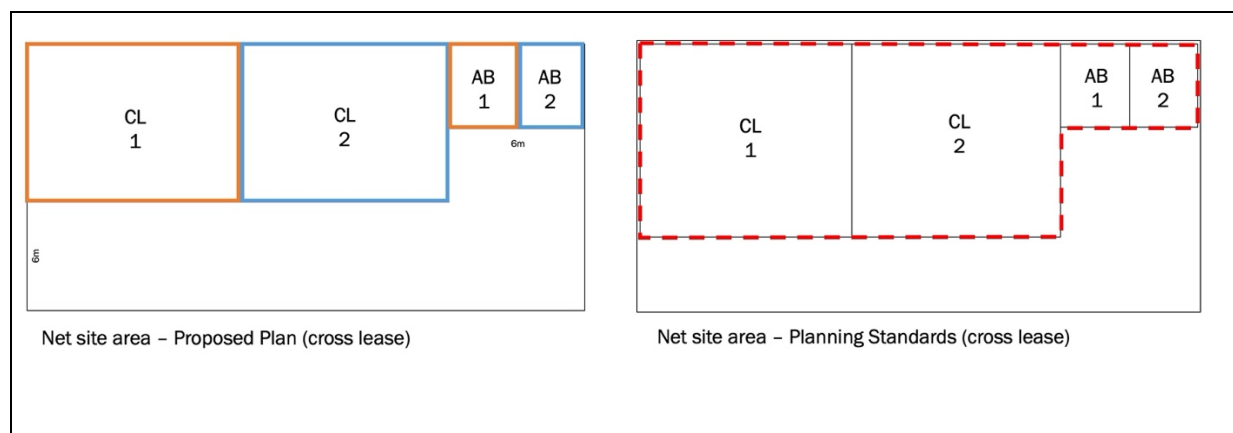 CL
1
CL
2
AB
1
AB
2
6m
6m
Net site area – Proposed Plan (cross lease)
CL
1
CL
2
AB
1
AB
2
Net site area – Planning Standards (cross lease)